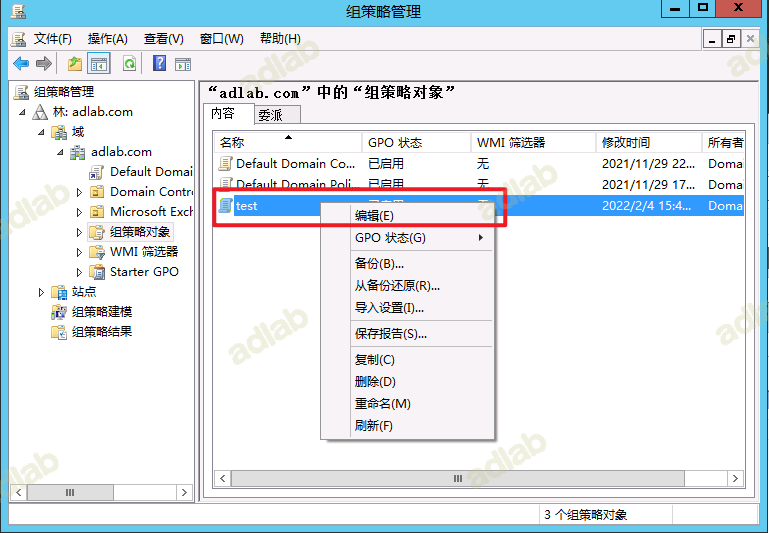 组策略管理
文件(F) 操作(A) 查看(V) 窗口(W) 帮助(H)
组策略管理
林: adlab.com
域
adlab.com
Default Domai
Domain Contro
Microsoft Exch
组策略对象
WMI 筛选器
Starter GPO
站点
组策略建模
组策略结果
“adlab.com”中的“组策略对象”
内容 委派
名称 GPO 状态 WMI 筛选器 修改时间 所有者
Default Domain Co... 已启用 无 2021/11/29 22... Doma
Default Domain Poli... 已启用 无 2021/11/29 17... Doma
test 已启用 无 2022/2/4 15:4... Doma
编辑(E)
GPO 状态(G)
备份(B)...
从备份还原(R)...
导入设置(I)...
保存报告(S)...
复制(C)
删除(D)
重命名(M)
刷新(F)
3 个组策略对象
adlab
adlab
adlab
adlab
adlab
adlab
adlab
adlab